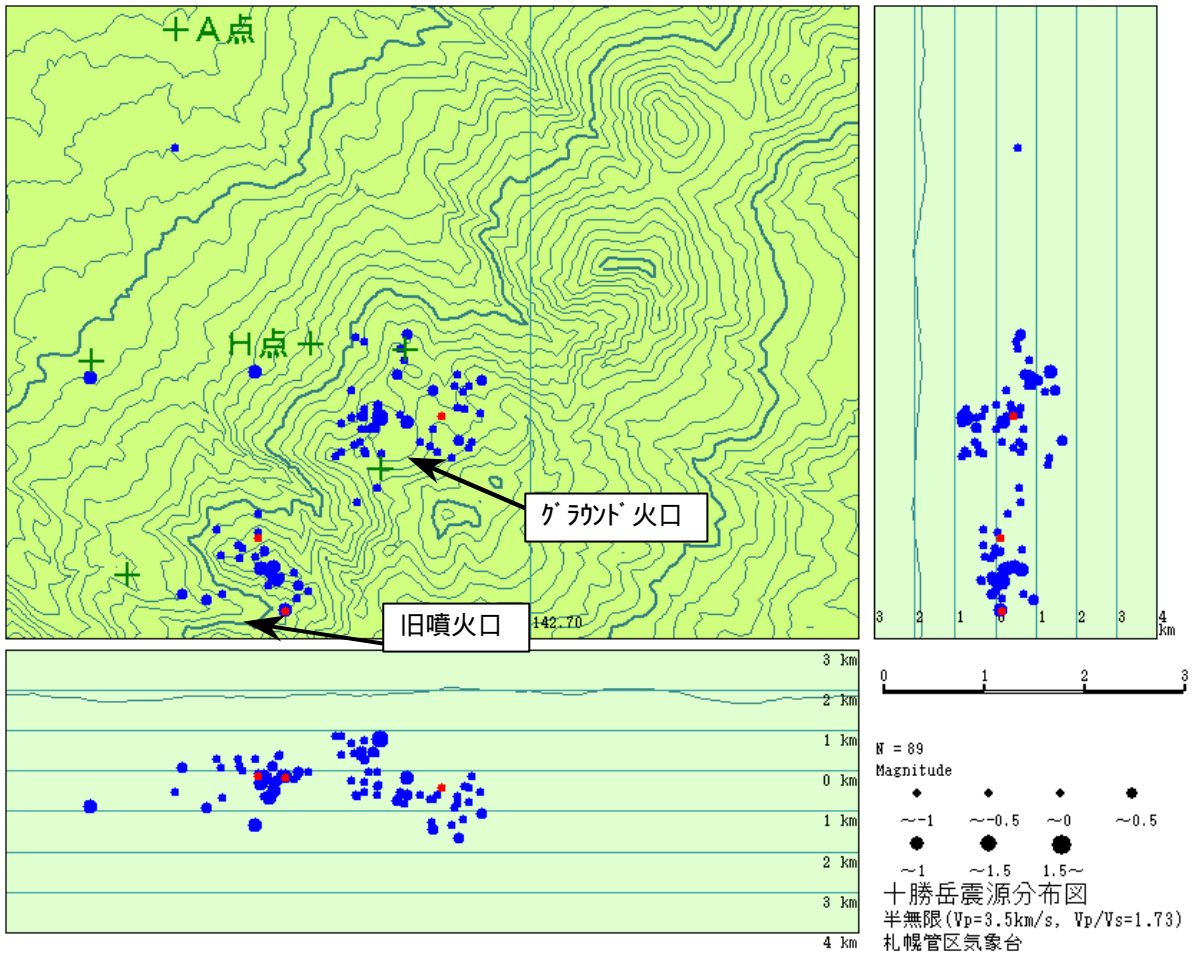 A点
H点
グラウンド火口
旧噴火口
142.70
3 2 1 0 1 2 3 4
km
3 km
2 km
1 km
0 km
1 km
2 km
3 km
4 km
0 1 2 3
N = 89
Magnitude
～-1 ～-0.5 ～0 ～0.5
～1 ～1.5 1.5～
十勝岳震源分布図
半無限(Vp=3.5km/s, Vp/Vs=1.73)
札幌管区気象台